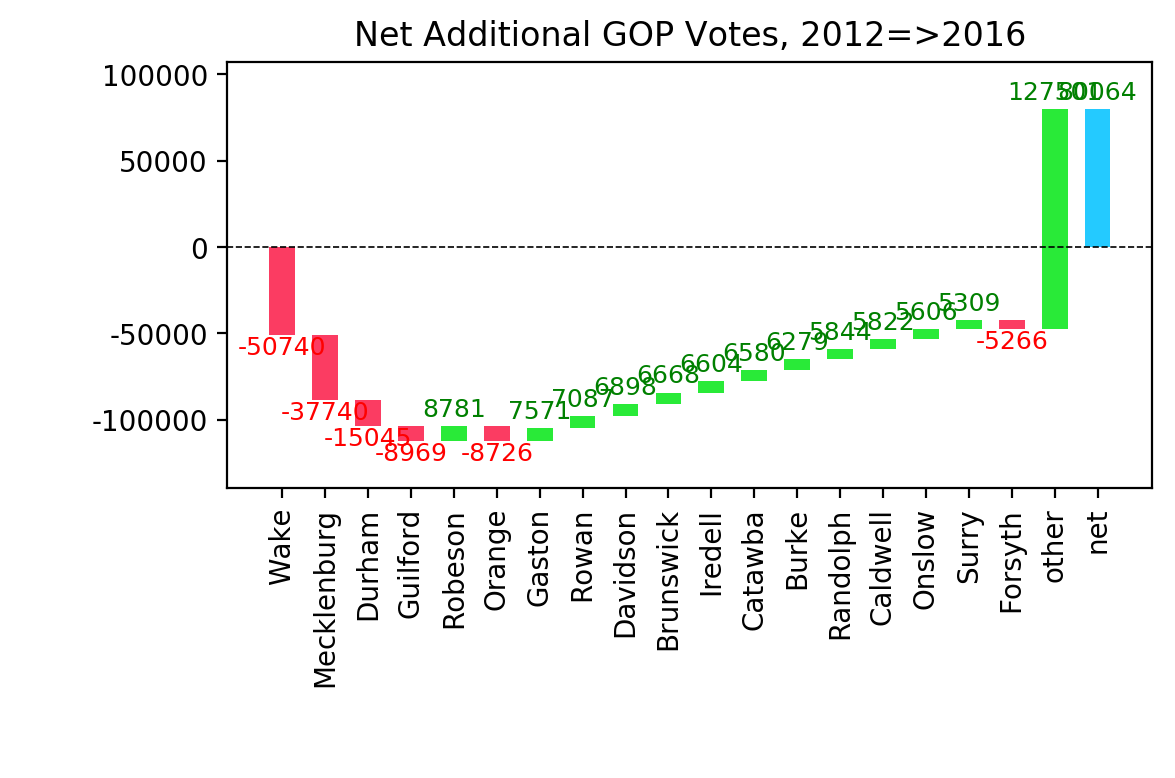 Net Additional GOP Votes, 2012=>2016
100000
50000
0
-50000
-100000
-50740
-37740
-15045
-8969
8781
-8726
7571
7087
6898
6668
6604
6580
6279
5844
5822
5606
5309
-5266
127501
80064
Wake
Mecklenburg
Durham
Guilford
Robeson
Orange
Gaston
Rowan
Davidson
Brunswick
Iredell
Catawba
Burke
Randolph
Caldwell
Onslow
Surry
Forsyth
other
net